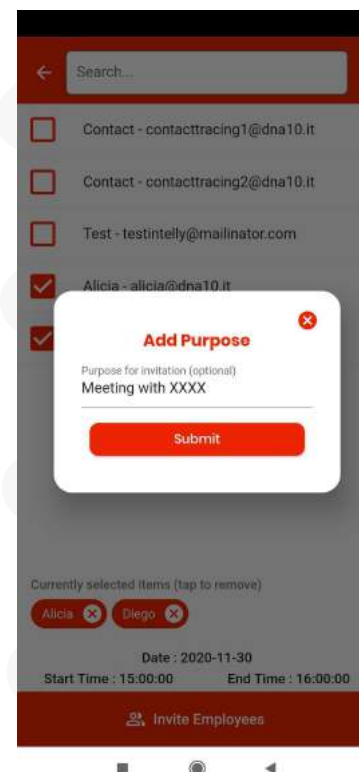 Search...
Contact - contacttracing1@dna10.it
Contact - contacttracing2@dna10.it
Test - testintelly@mailinator.com
Alicia - alicia@dna10.it
Add Purpose
Purpose for invitation (optional)
Meeting with XXXX
Submit
Currently selected items (tap to remove)
Alicia Diego
Date : 2020-11-30
Start Time : 15:00:00 End Time : 16:00:00
Invite Employees